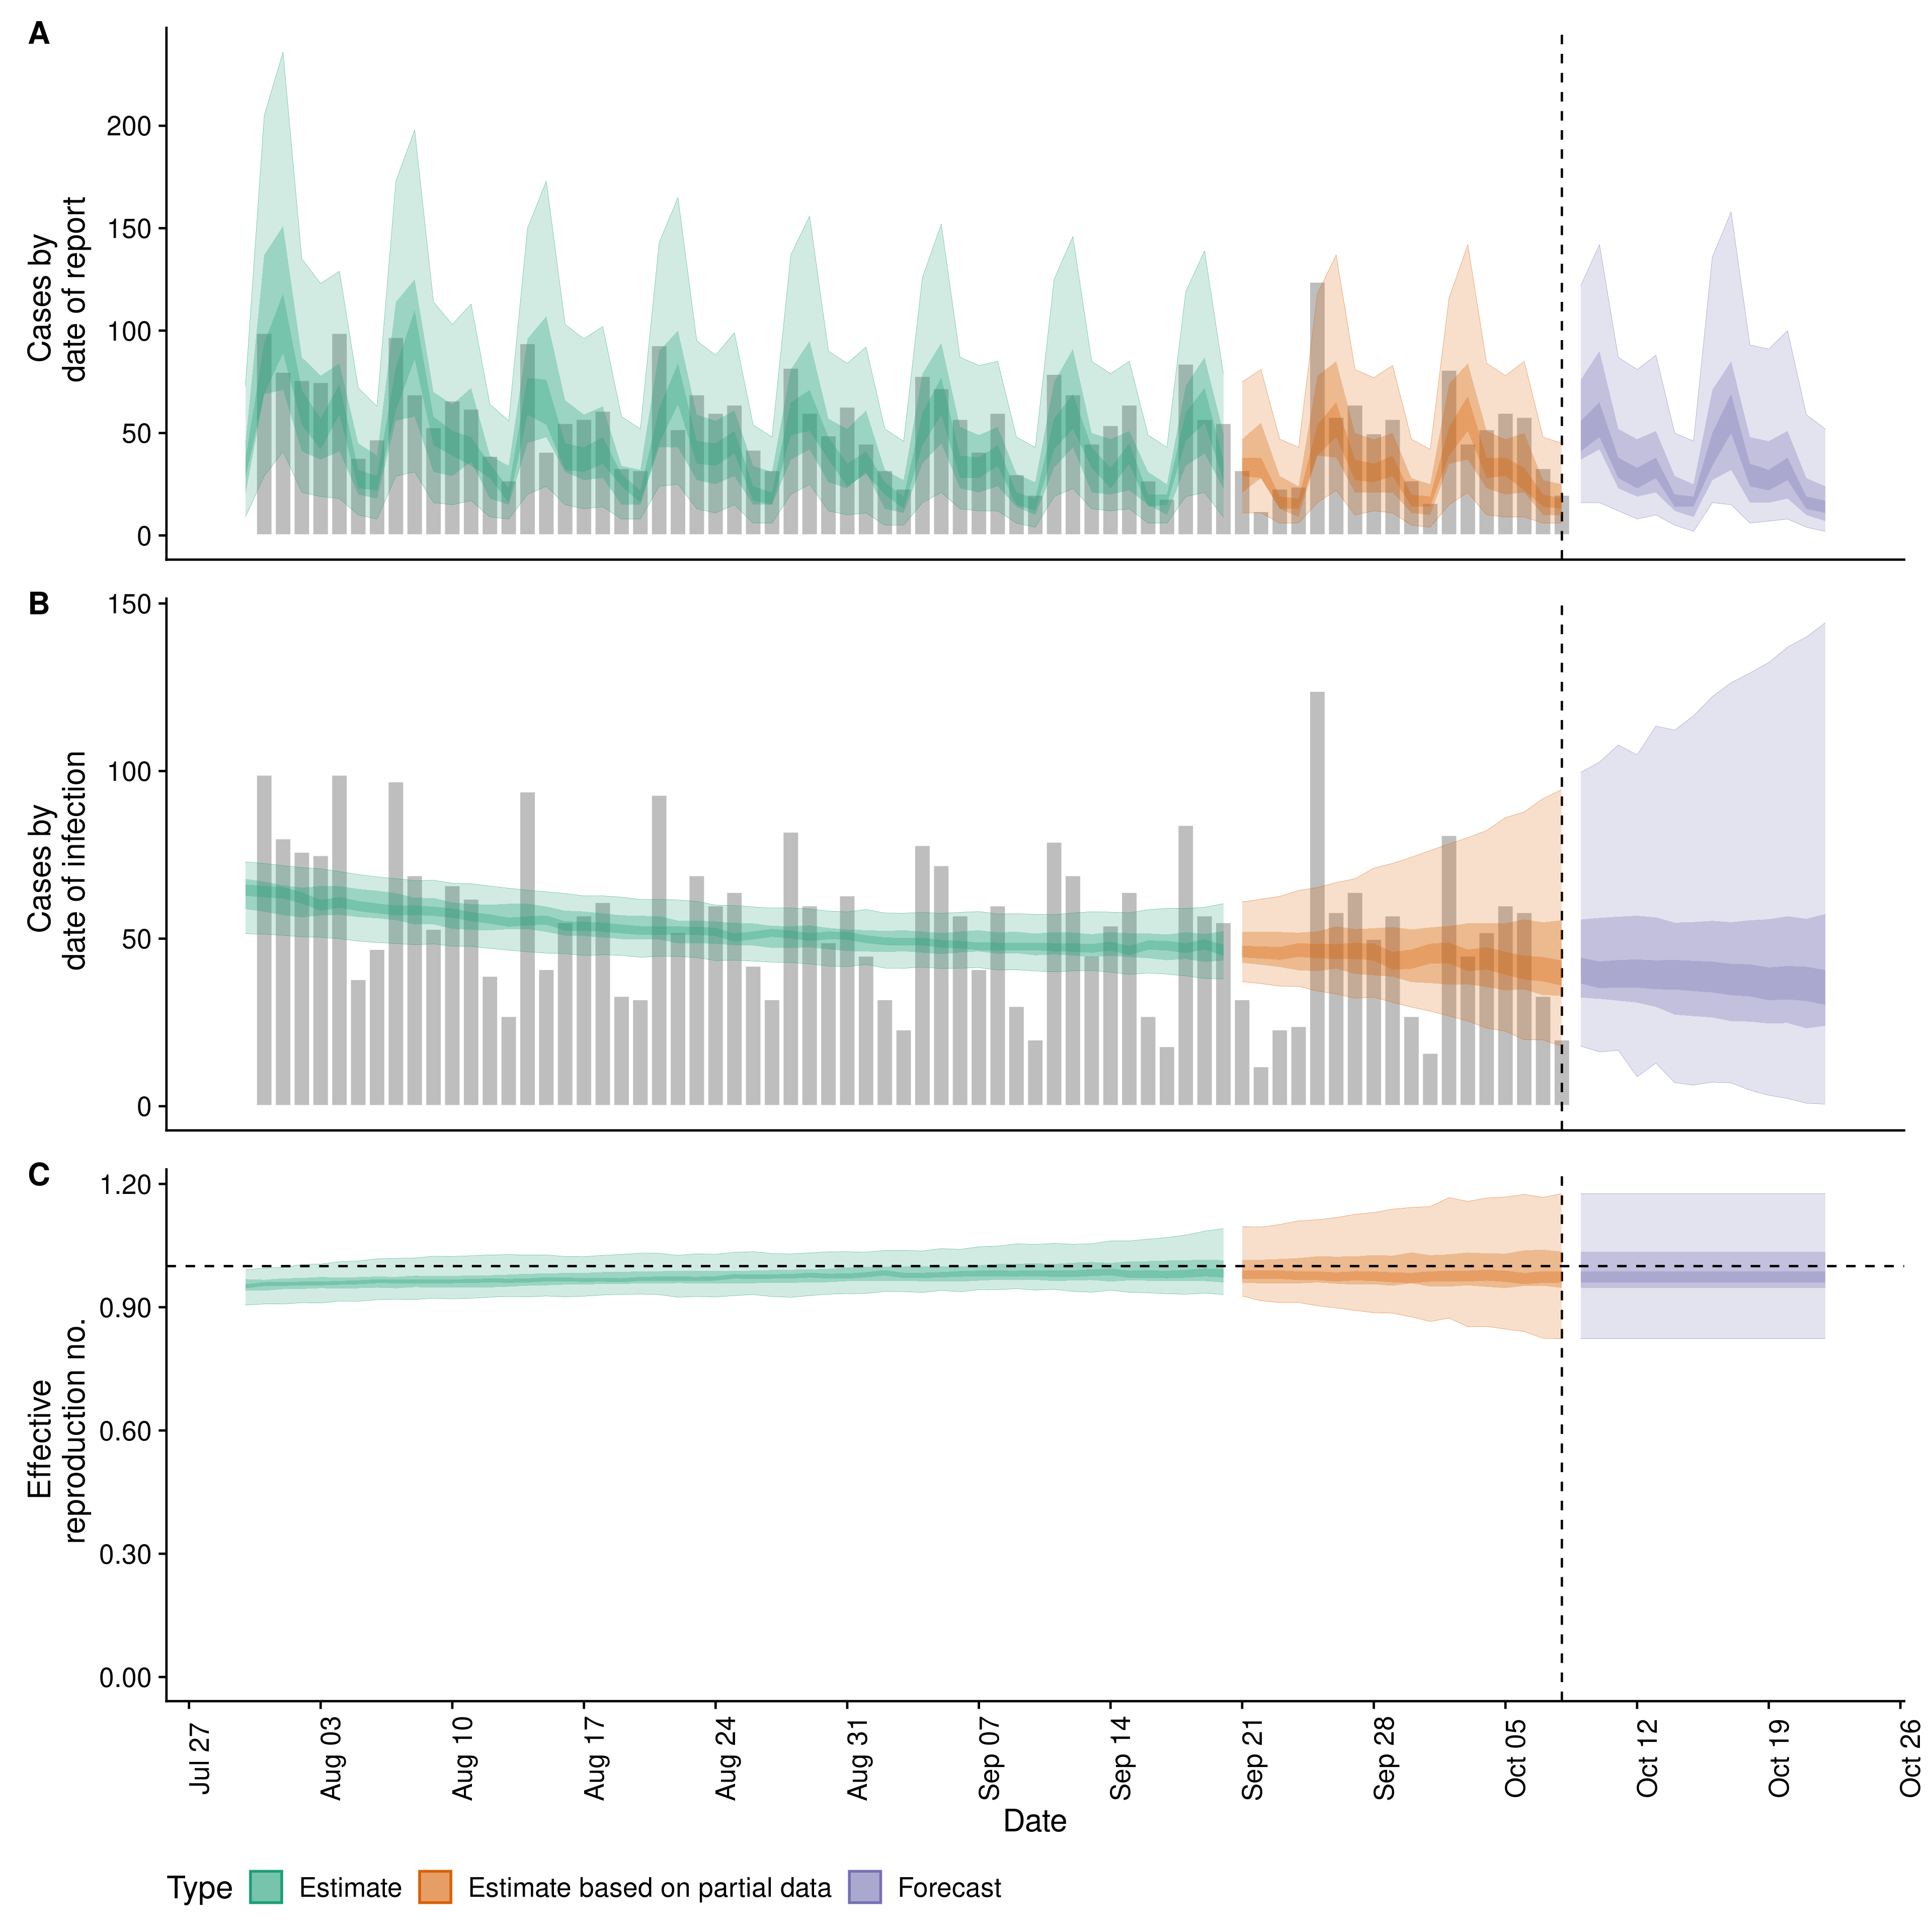 A
Cases by
date of report
200
150
100
50
0
B
Cases by
date of infection
150
100
50
0
C
Effective
reproduction no.
1.20
0.90
0.60
0.30
0.00
Jul 27
Aug 03
Aug 10
Aug 17
Aug 24
Aug 31
Sep 07
Sep 14
Sep 21
Sep 28
Oct 05
Oct 12
Oct 19
Oct 26
Date
Type Estimate Estimate based on partial data Forecast